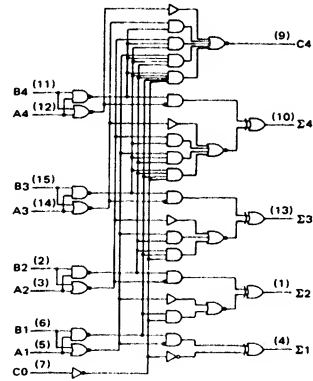 (9) C4
B4 (11)
A4 (12)
(10) Σ4
B3 (15)
A3 (14)
(13) Σ3
B2 (2)
A2 (3)
(1) Σ2
B1 (6)
A1 (5)
(4) Σ1
C0 (7)